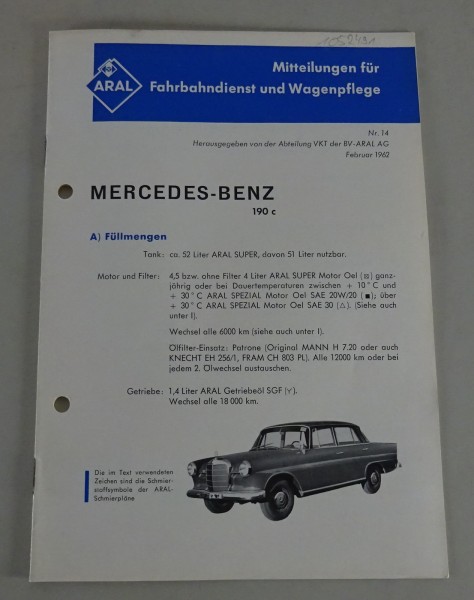 1052491
BV
ARAL
Mitteilungen für
Fahrbahndienst und Wagenpflege
Nr. 14
Herausgegeben von der Abteilung VKT der BV-ARAL AG
Februar 1962
MERCEDES-BENZ
190 c
A) Füllmengen
Tank: ca. 52 Liter ARAL SUPER, davon 51 Liter nutzbar.
Motor und Filter: 4,5 bzw. ohne Filter 4 Liter ARAL SUPER Motor Oel (⊡) ganz-
jährig oder bei Dauertemperaturen zwischen + 10° C und
+ 30° C ARAL SPEZIAL Motor Oel SAE 20W/20 (■); über
+ 30° C ARAL SPEZIAL Motor Oel SAE 30 (△). (Siehe auch
unter I).
Wechsel alle 6000 km (siehe auch unter I).
Ölfilter-Einsatz: Patrone (Original MANN H 7.20 oder auch
KNECHT EH 256/1, FRAM CH 803 PL). Alle 12000 km oder bei
jedem 2. Ölwechsel austauschen.
Getriebe: 1,4 Liter ARAL Getriebeöl SGF (Y).
Wechsel alle 18 000 km.
Die im Text verwendeten
Zeichen sind die Schmier-
stoffsymbole der ARAL-
Schmierpläne